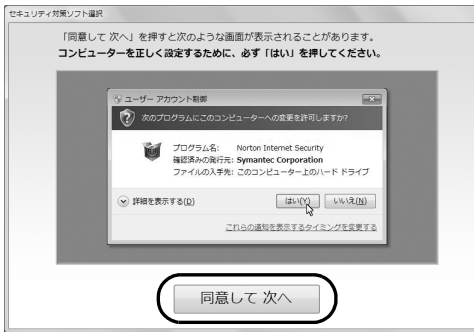 セキュリティ対策ソフト選択
「同意して 次へ」を押すと次のような画面が表示されることがあります。
コンピューターを正しく設定するために、必ず「はい」を押してください。
ユーザー アカウント制御
次のプログラムにこのコンピューターへの変更を許可しますか?
プログラム名: Norton Internet Security
確認済みの発行元: Symantec Corporation
ファイルの入手先: このコンピューター上のハード ドライブ
詳細を表示する(D)
はい(Y)
いいえ(N)
これらの通知を表示するタイミングを変更する
同意して 次へ